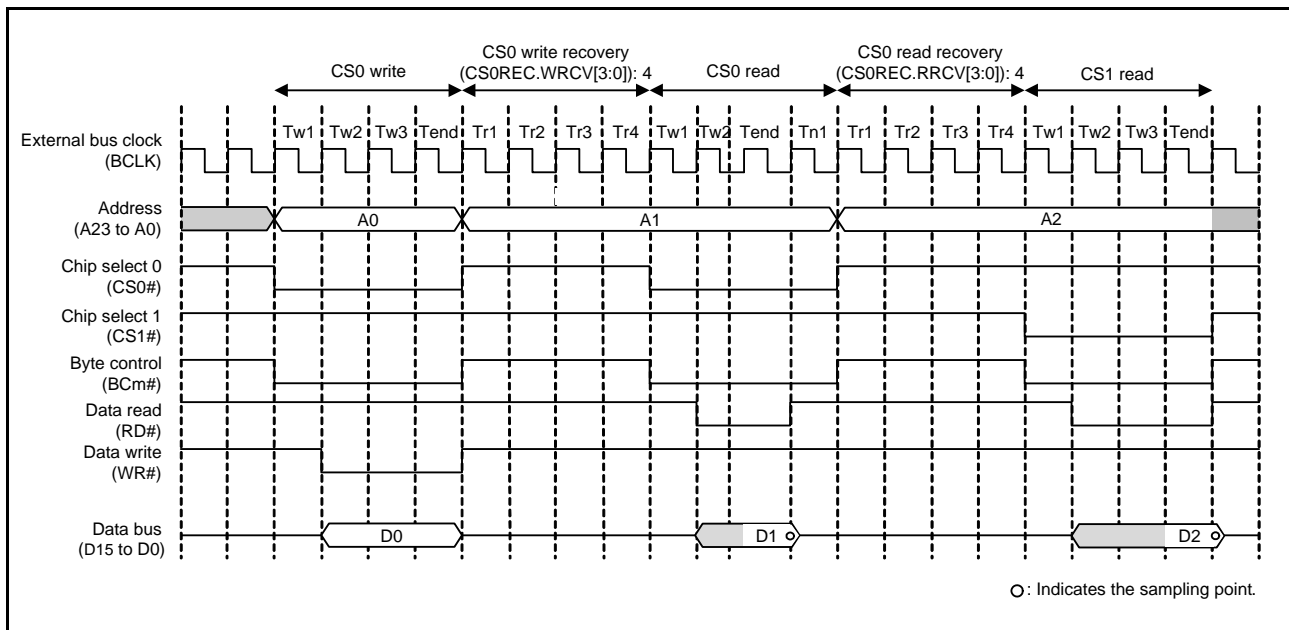 CS0 write
CS0 write recovery
(CS0REC.WRCV[3:0]): 4
CS0 read
CS0 read recovery
(CS0REC.RRCV[3:0]): 4
CS1 read
External bus clock
(BCLK)
Tw1 Tw2 Tw3 Tend Tr1 Tr2 Tr3 Tr4 Tw1 Tw2 Tend Tn1 Tr1 Tr2 Tr3 Tr4 Tw1 Tw2 Tw3 Tend
Address
(A23 to A0)
A0 A1 A2
Chip select 0
(CS0#)
Chip select 1
(CS1#)
Byte control
(BCm#)
Data read
(RD#)
Data write
(WR#)
Data bus
(D15 to D0)
D0 D1 D2
: Indicates the sampling point.